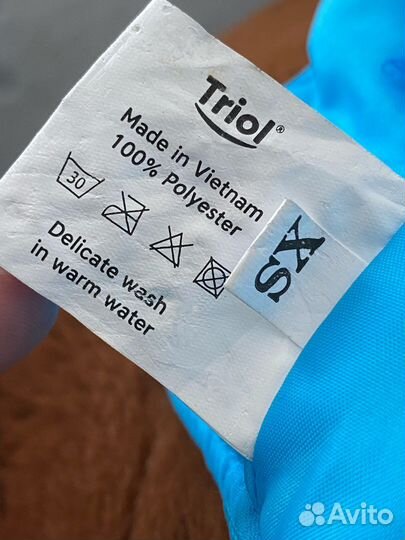 Triol®
Made in Vietnam
100% Polyester
30
Delicate wash
in warm water
XS
Avito